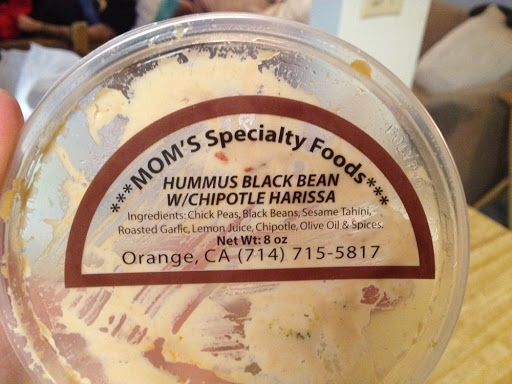 ***MOM'S Specialty Foods***
HUMMUS BLACK BEAN
W/CHIPOTLE HARISSA
Ingredients: Chick Peas, Black Beans, Sesame Tahini,
Roasted Garlic, Lemon Juice, Chipotle, Olive Oil & Spices.
Net Wt: 8 oz
Orange, CA (714) 715-5817